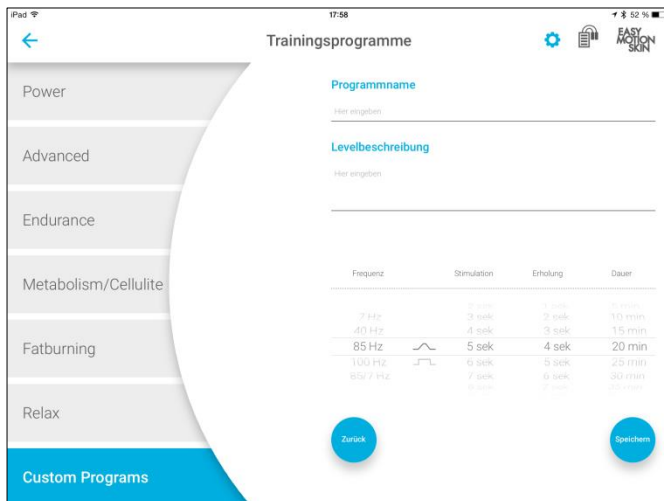 iPad 17:58 52 %
Trainingsprogramme
EASY
MOTION
SKIN
Power
Advanced
Endurance
Metabolism/Cellulite
Fatburning
Relax
Custom Programs
Programmname
Hier eingeben
Levelbeschreibung
Hier eingeben
Frequenz Stimulation Erholung Dauer
7 Hz 3 sek 2 sek 10 min
40 Hz 4 sek 3 sek 15 min
85 Hz 5 sek 4 sek 20 min
100 Hz 6 sek 5 sek 25 min
85/7 Hz 7 sek 6 sek 30 min
Zurück Speichern